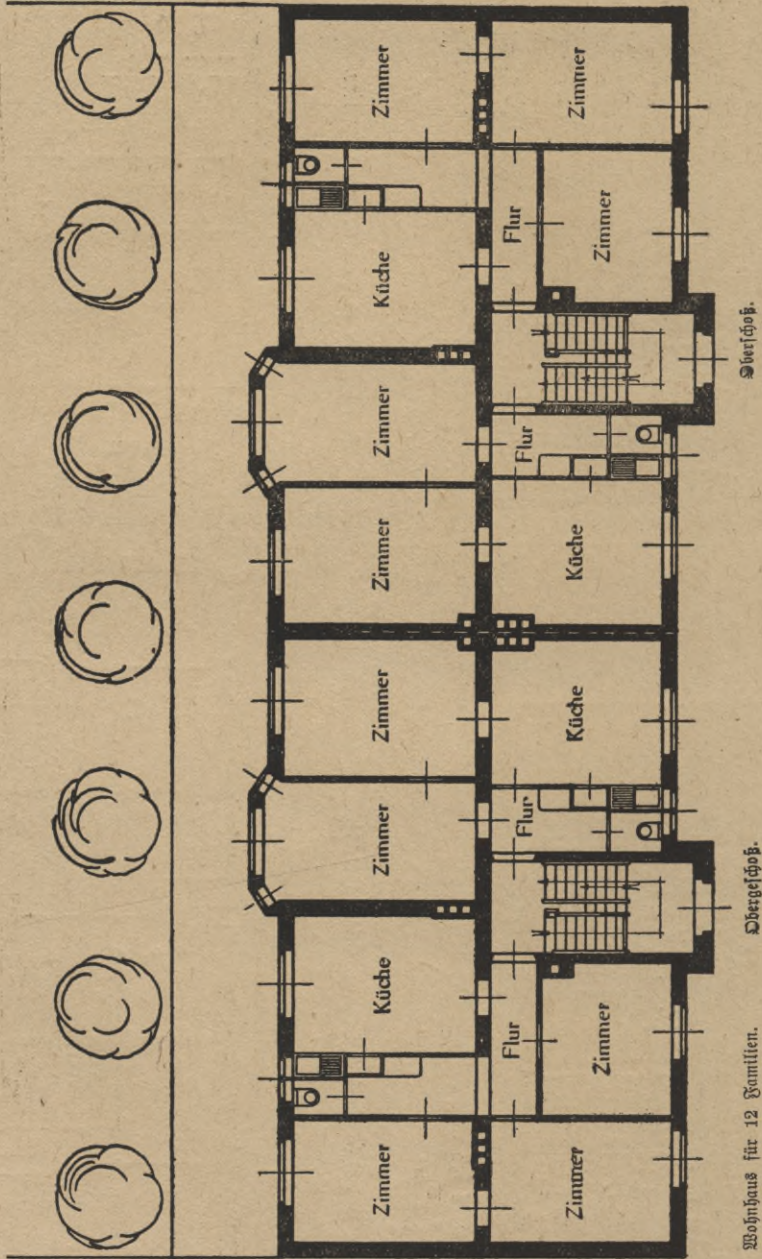 Zimmer Küche Zimmer Zimmer Zimmer Zimmer Küche Zimmer
Flur Flur Flur Flur
Zimmer Küche Küche Zimmer
Zimmer Zimmer
Wohnhaus für 12 Familien. Obergeschoß. Oberschoß.